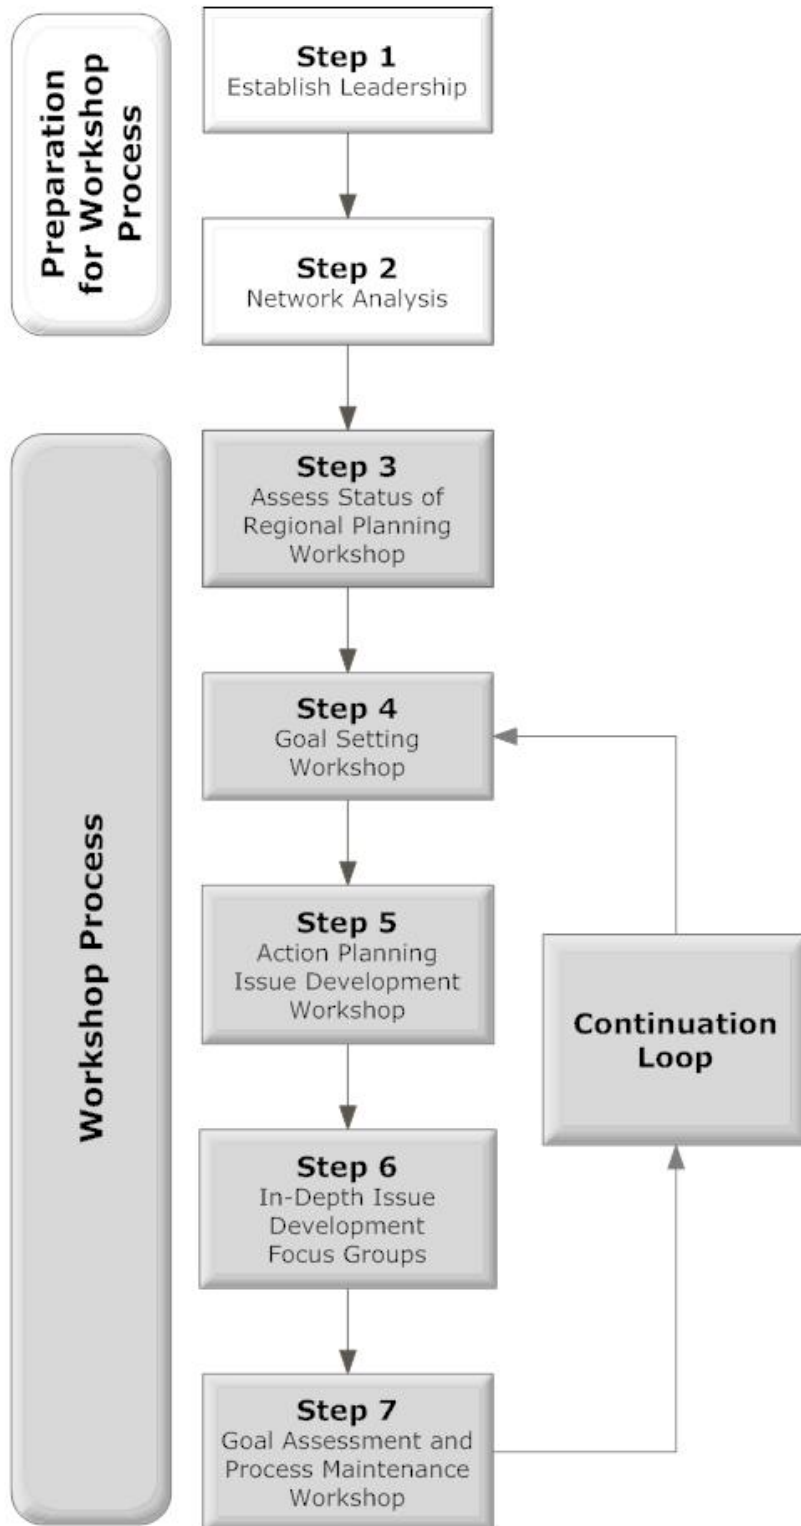 Preparation
for Workshop
Process
Step 1
Establish Leadership
Step 2
Network Analysis
Workshop Process
Step 3
Assess Status of
Regional Planning
Workshop
Step 4
Goal Setting
Workshop
Step 5
Action Planning
Issue Development
Workshop
Continuation
Loop
Step 6
In-Depth Issue
Development
Focus Groups
Step 7
Goal Assessment and
Process Maintenance
Workshop